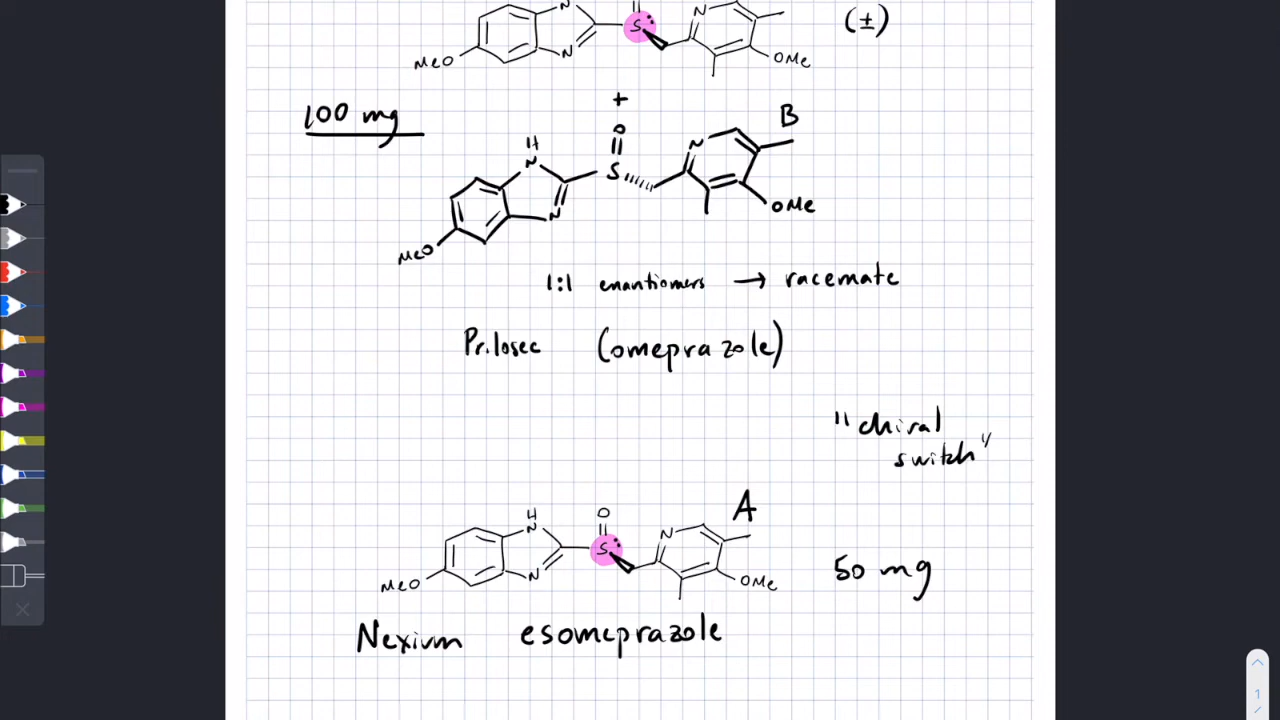 N
S
N
N
MeO
OMe
(±)
+
100 mg
B
O
H
N
S
N
N
MeO
OMe
1:1 enantiomers → racemate
Prilosec (omeprazole)
"chiral
switch"
A
O
H
N
S
N
N
MeO
OMe
50 mg
Nexium esomeprazole
1